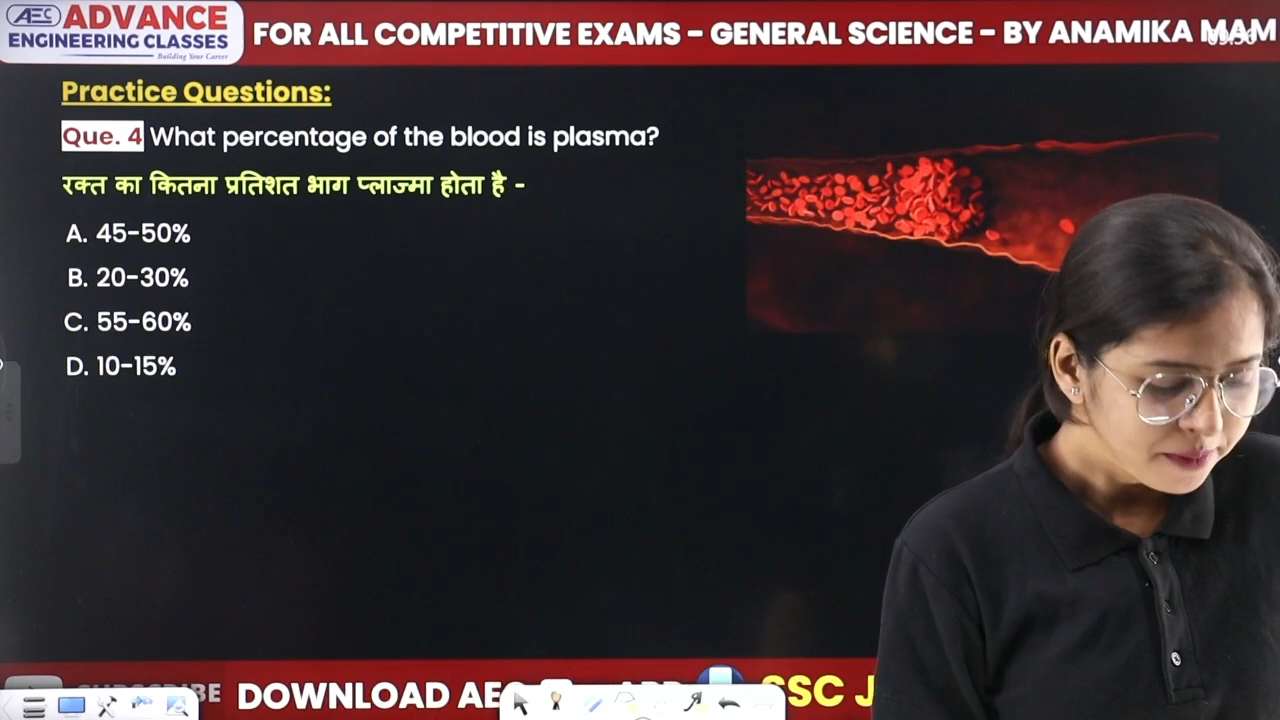 AEC ADVANCE
ENGINEERING CLASSES
Building Your Career
FOR ALL COMPETITIVE EXAMS - GENERAL SCIENCE - BY ANAMIKA MAM
Practice Questions:
Que. 4 What percentage of the blood is plasma?
रक्त का कितना प्रतिशत भाग प्लाज्मा होता है -
A. 45-50%
B. 20-30%
C. 55-60%
D. 10-15%
DOWNLOAD AEC
SSC J